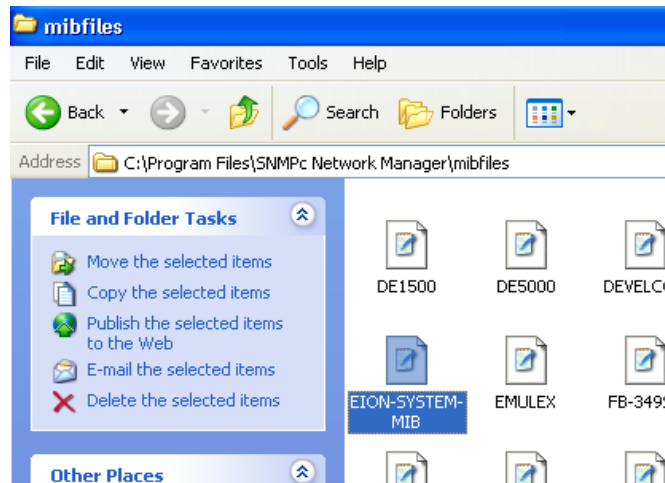 mibfiles
File Edit View Favorites Tools Help
Back Search Folders
Address C:\Program Files\SNMPc Network Manager\mibfiles
File and Folder Tasks
Move the selected items
Copy the selected items
Publish the selected items
to the Web
E-mail the selected items
Delete the selected items
Other Places
DE1500 DE5000
EION-SYSTEM-
MIB
EMULEX